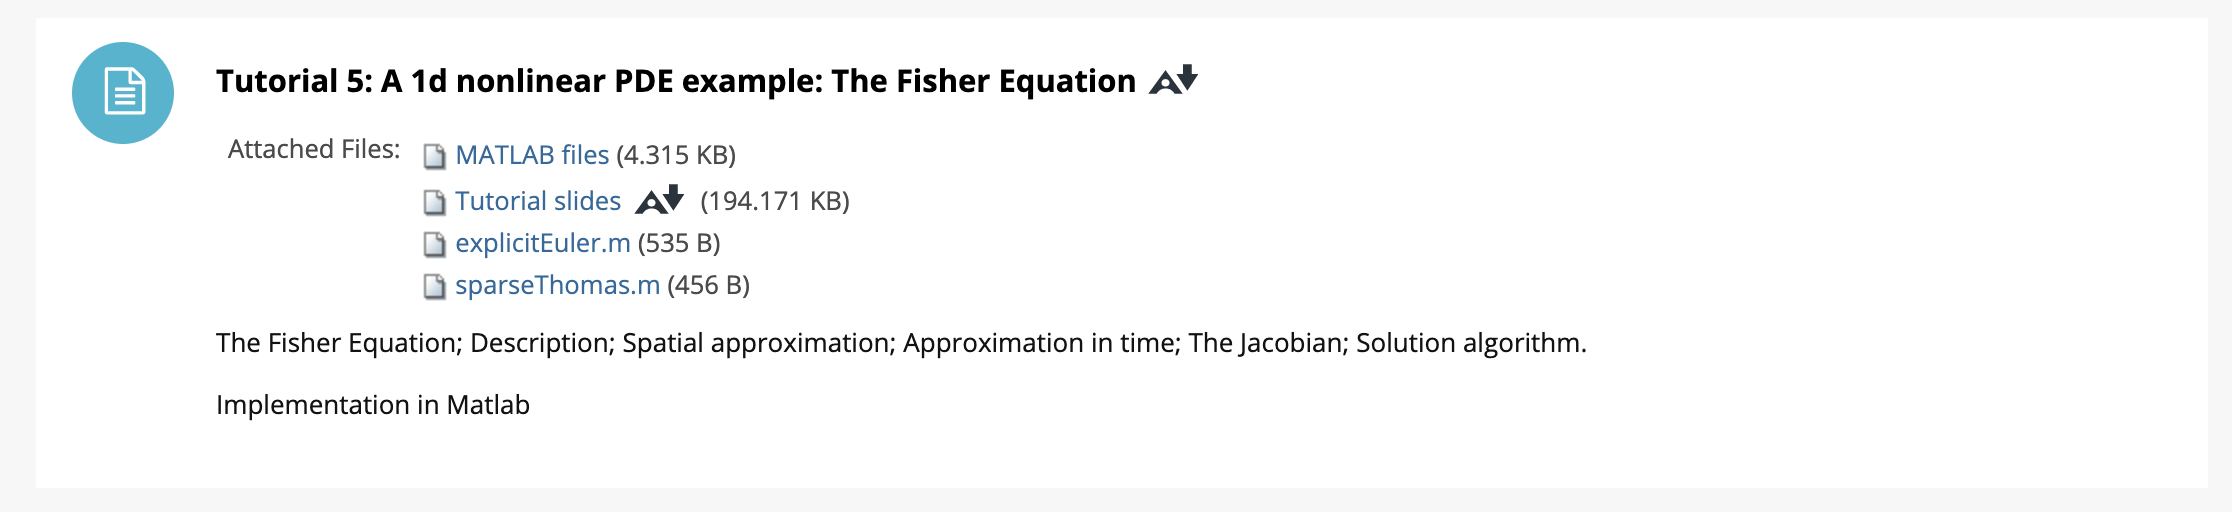 Tutorial 5: A 1d nonlinear PDE example: The Fisher Equation
Attached Files:
MATLAB files (4.315 KB)
Tutorial slides (194.171 KB)
explicitEuler.m (535 B)
sparseThomas.m (456 B)
The Fisher Equation; Description; Spatial approximation; Approximation in time; The Jacobian; Solution algorithm.
Implementation in Matlab